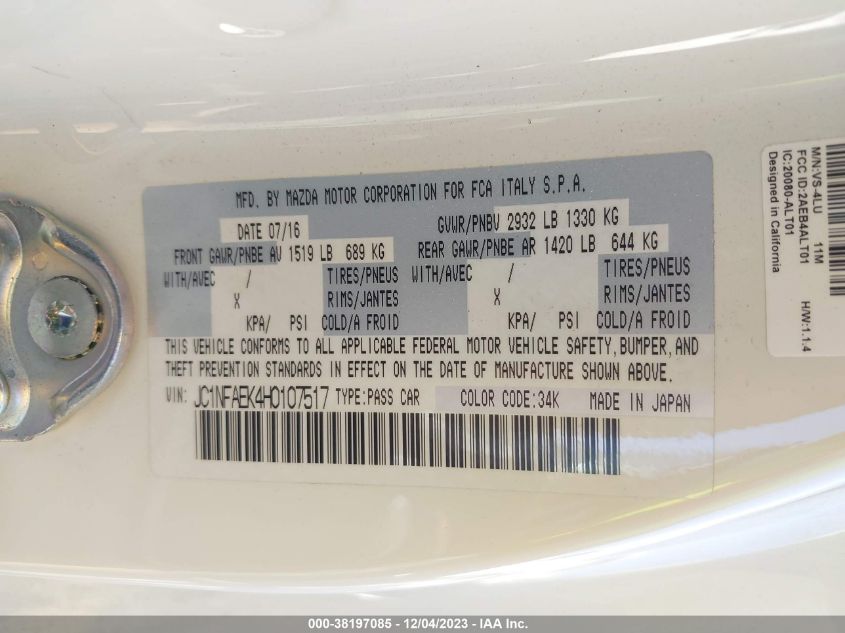 MFD. BY MAZDA MOTOR CORPORATION FOR FCA ITALY S.P.A.
DATE 07/16 GVWR/PNBV 2932 LB 1330 KG
FRONT GAWR/PNBE AV 1519 LB 689 KG REAR GAWR/PNBE AR 1420 LB 644 KG
WITH/AVEC / TIRES/PNEUS WITH/AVEC / TIRES/PNEUS
X RIMS/JANTES X RIMS/JANTES
KPA/ PSI COLD/A FROID KPA/ PSI COLD/A FROID
THIS VEHICLE CONFORMS TO ALL APPLICABLE FEDERAL MOTOR VEHICLE SAFETY, BUMPER, AND
THEFT PREVENTION STANDARDS IN EFFECT ON THE DATE OF MANUFACTURE SHOWN ABOVE.
VIN: JC1NFAEK4H0107517 TYPE:PASS CAR COLOR CODE:34K MADE IN JAPAN
M/N:VS-4LU 11M
FCC ID:2AEB4ALT01
IC:20080-ALT01
Designed in California
H/W:1.1.4
000-38197085 - 12/04/2023 - IAA Inc.